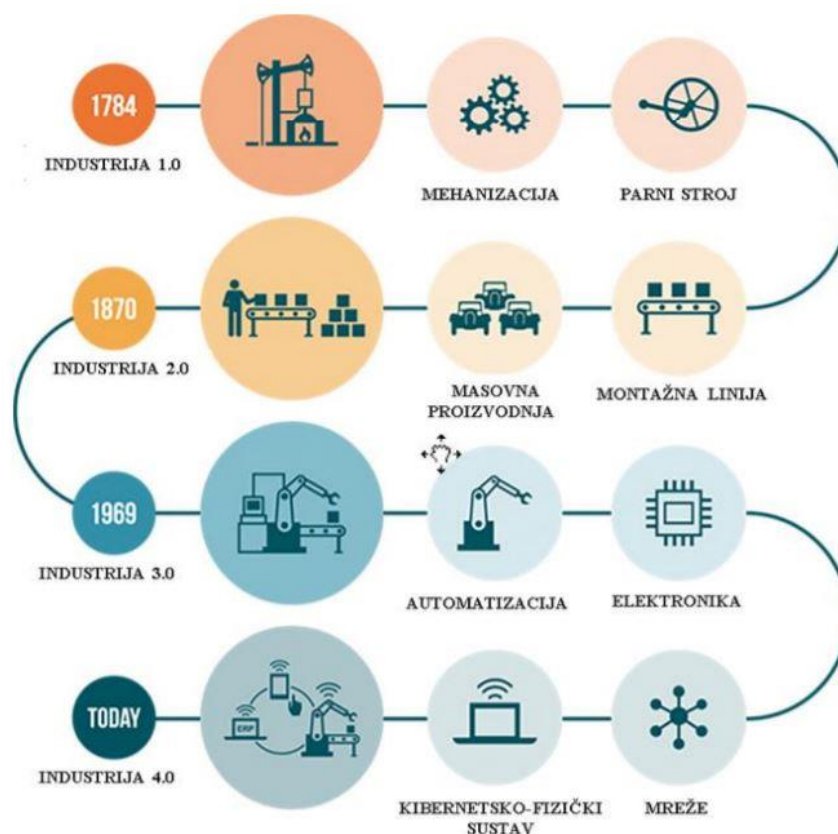 1784
INDUSTRIJA 1.0
MEHANIZACIJA
PARNI STROJ
1870
INDUSTRIJA 2.0
MASOVNA
PROIZVODNJA
MONTAŽNA LINIJA
1969
INDUSTRIJA 3.0
AUTOMATIZACIJA
ELEKTRONIKA
TODAY
INDUSTRIJA 4.0
ERP
KIBERNETSKO-FIZIČKI
SUSTAV
MREŽE